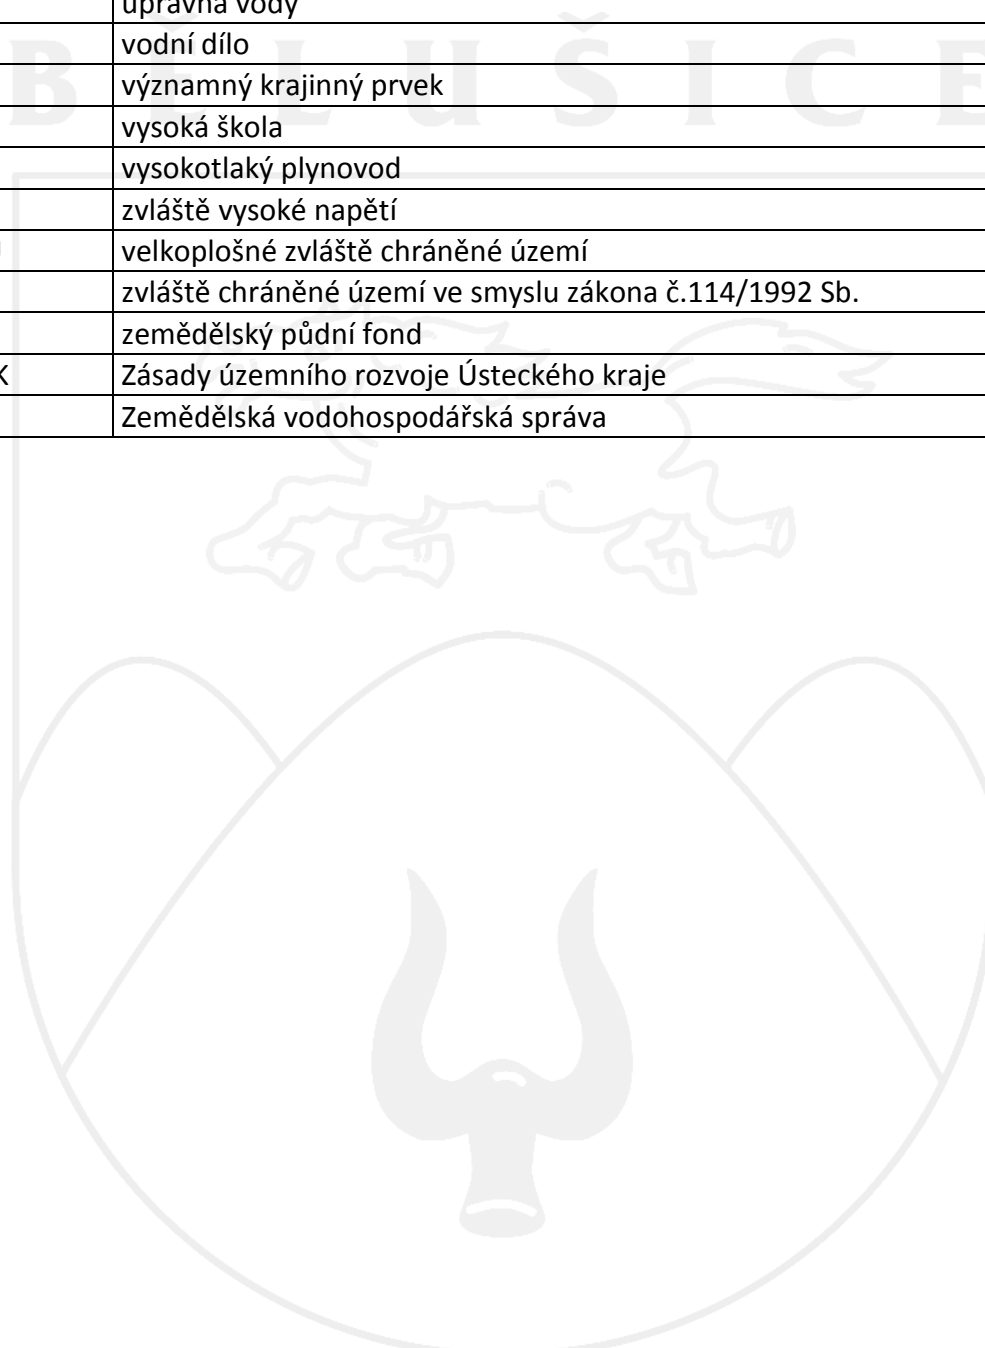 BĚLUŠICE
úpravna vody
vodní dílo
významný krajinný prvek
vysoká škola
vysokotlaký plynovod
zvláště vysoké napětí
velkoplošné zvláště chráněné území
zvláště chráněné území ve smyslu zákona č.114/1992 Sb.
zemědělský půdní fond
K Zásady územního rozvoje Ústeckého kraje
Zemědělská vodohospodářská správa